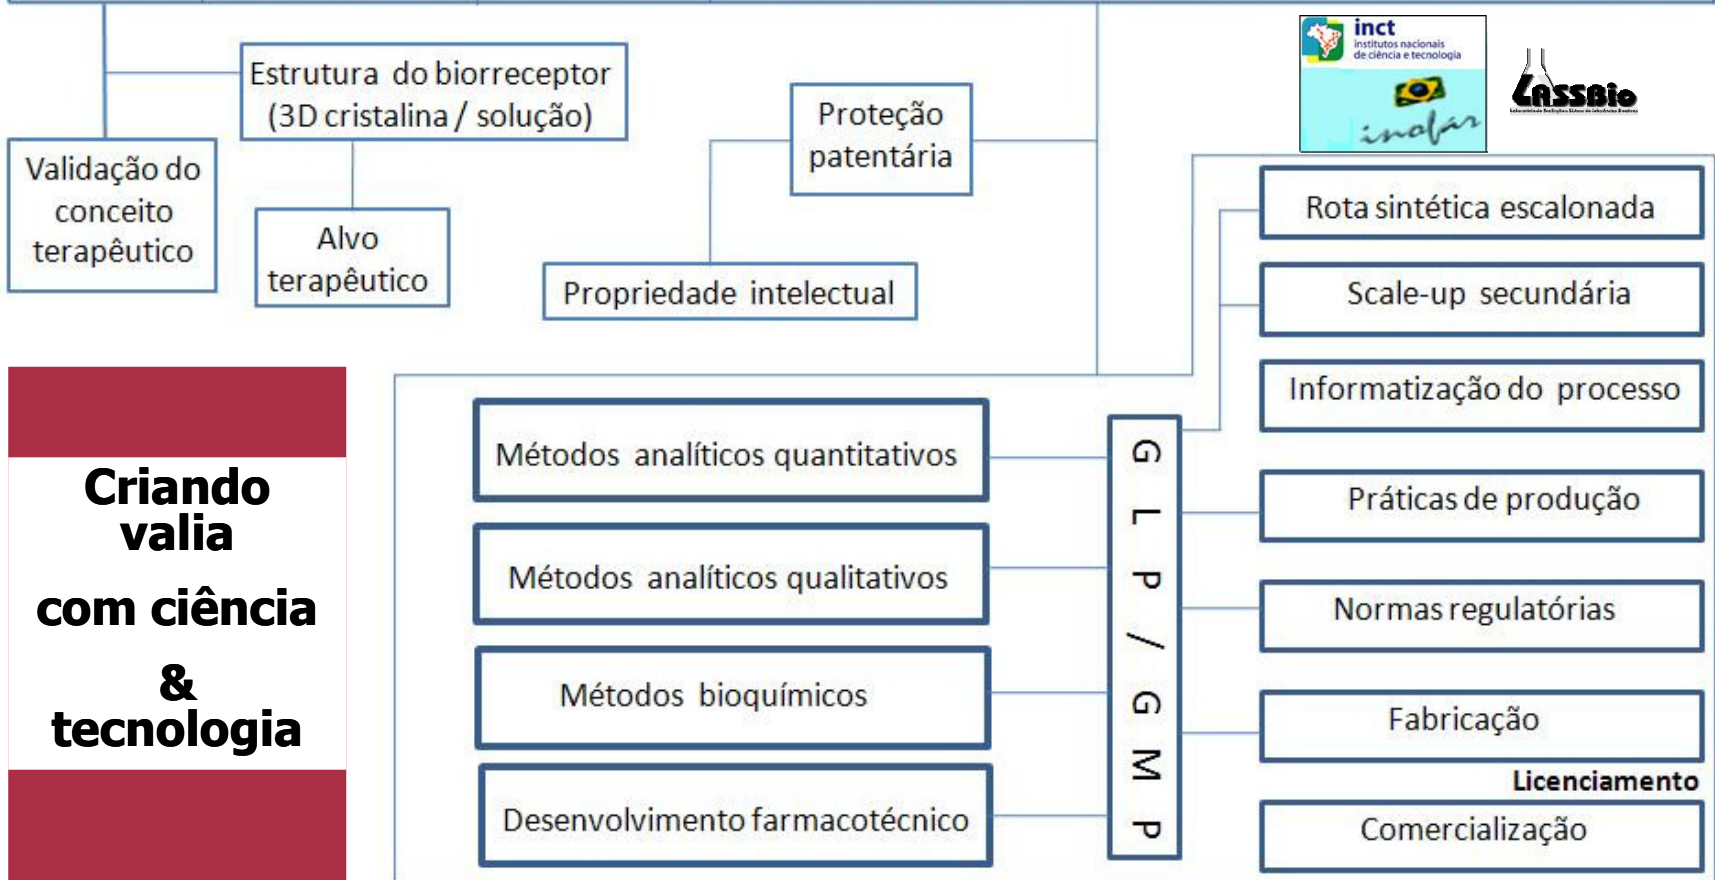 inct
institutos nacionais
de ciência e tecnologia
inofar
LASSBio
Estrutura do biorreceptor
(3D cristalina / solução)
Validação do
conceito
terapêutico
Alvo
terapêutico
Proteção
patentária
Propriedade intelectual
Rota sintética escalonada
Scale-up secundária
Informatização do processo
Práticas de produção
Normas regulatórias
Fabricação
Licenciamento
Comercialização
Métodos analíticos quantitativos
Métodos analíticos qualitativos
Métodos bioquímicos
Desenvolvimento farmacotécnico
GLP/GMP
Criando
valia
com ciência
&
tecnologia